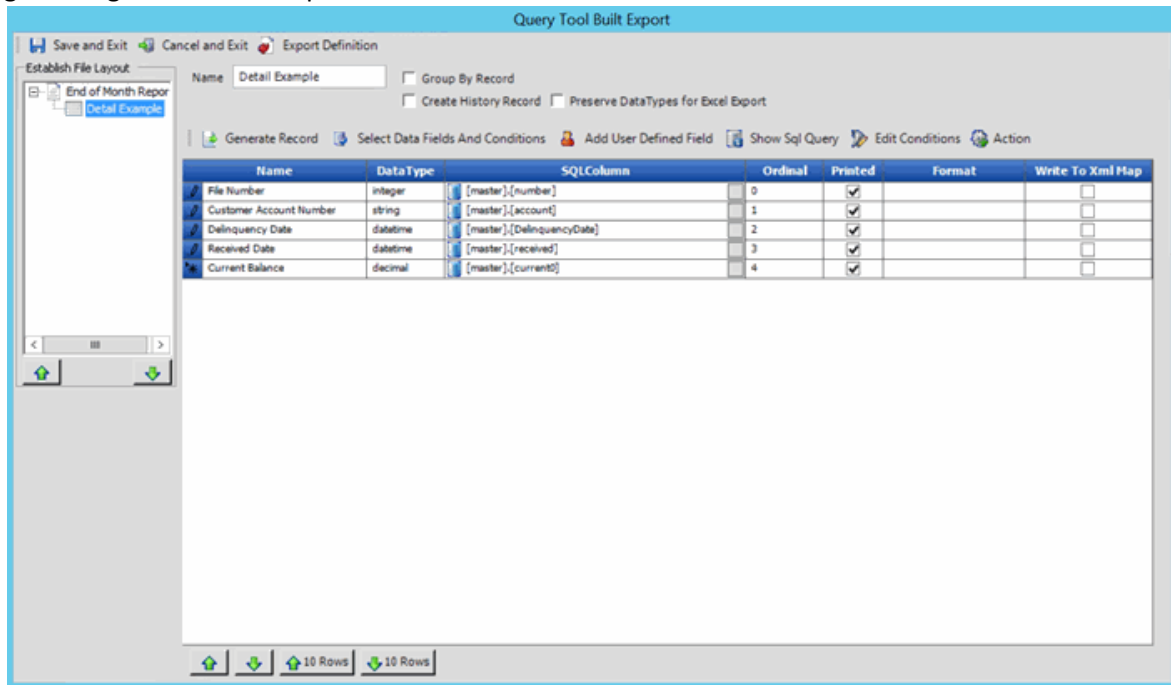 Query Tool Built Export
Save and Exit Cancel and Exit Export Definition
Establish File Layout
End of Month Repor
Detail Example
Name Detail Example
Group By Record
Create History Record Preserve DataTypes for Excel Export
Generate Record Select Data Fields And Conditions Add User Defined Field Show Sql Query Edit Conditions Action
Name DataType SQLColumn Ordinal Printed Format Write To Xml Map
File Number integer [master].[number] 0
Customer Account Number string [master].[account] 1
Delinquency Date datetime [master].[DelinquencyDate] 2
Received Date datetime [master].[received] 3
Current Balance decimal [master].[current0] 4
10 Rows 10 Rows